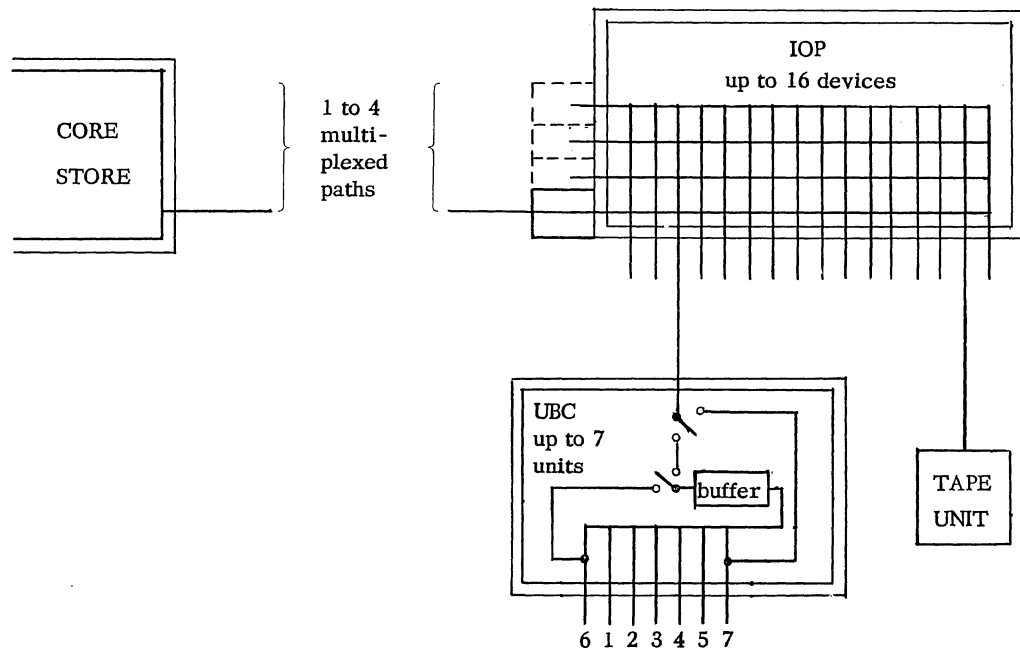 IOP
up to 16 devices
CORE
STORE
1 to 4
multi-
plexed
paths
UBC
up to 7
units
buffer
TAPE
UNIT
6 1 2 3 4 5 7